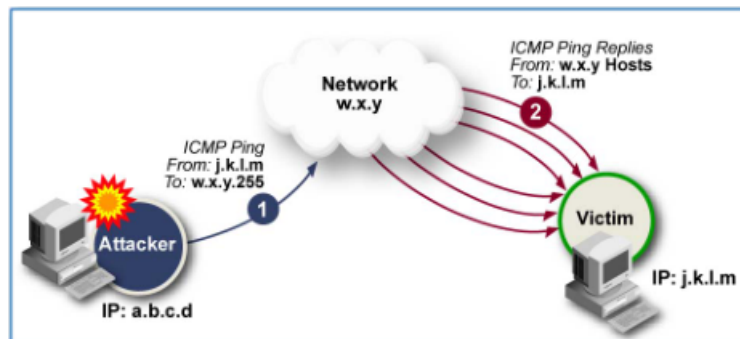 ICMP Ping Replies
From: w.x.y Hosts
To: j.k.l.m
Network
w.x.y
2
ICMP Ping
From: j.k.l.m
To: w.x.y.255
1
Attacker
Victim
IP: j.k.l.m
IP: a.b.c.d